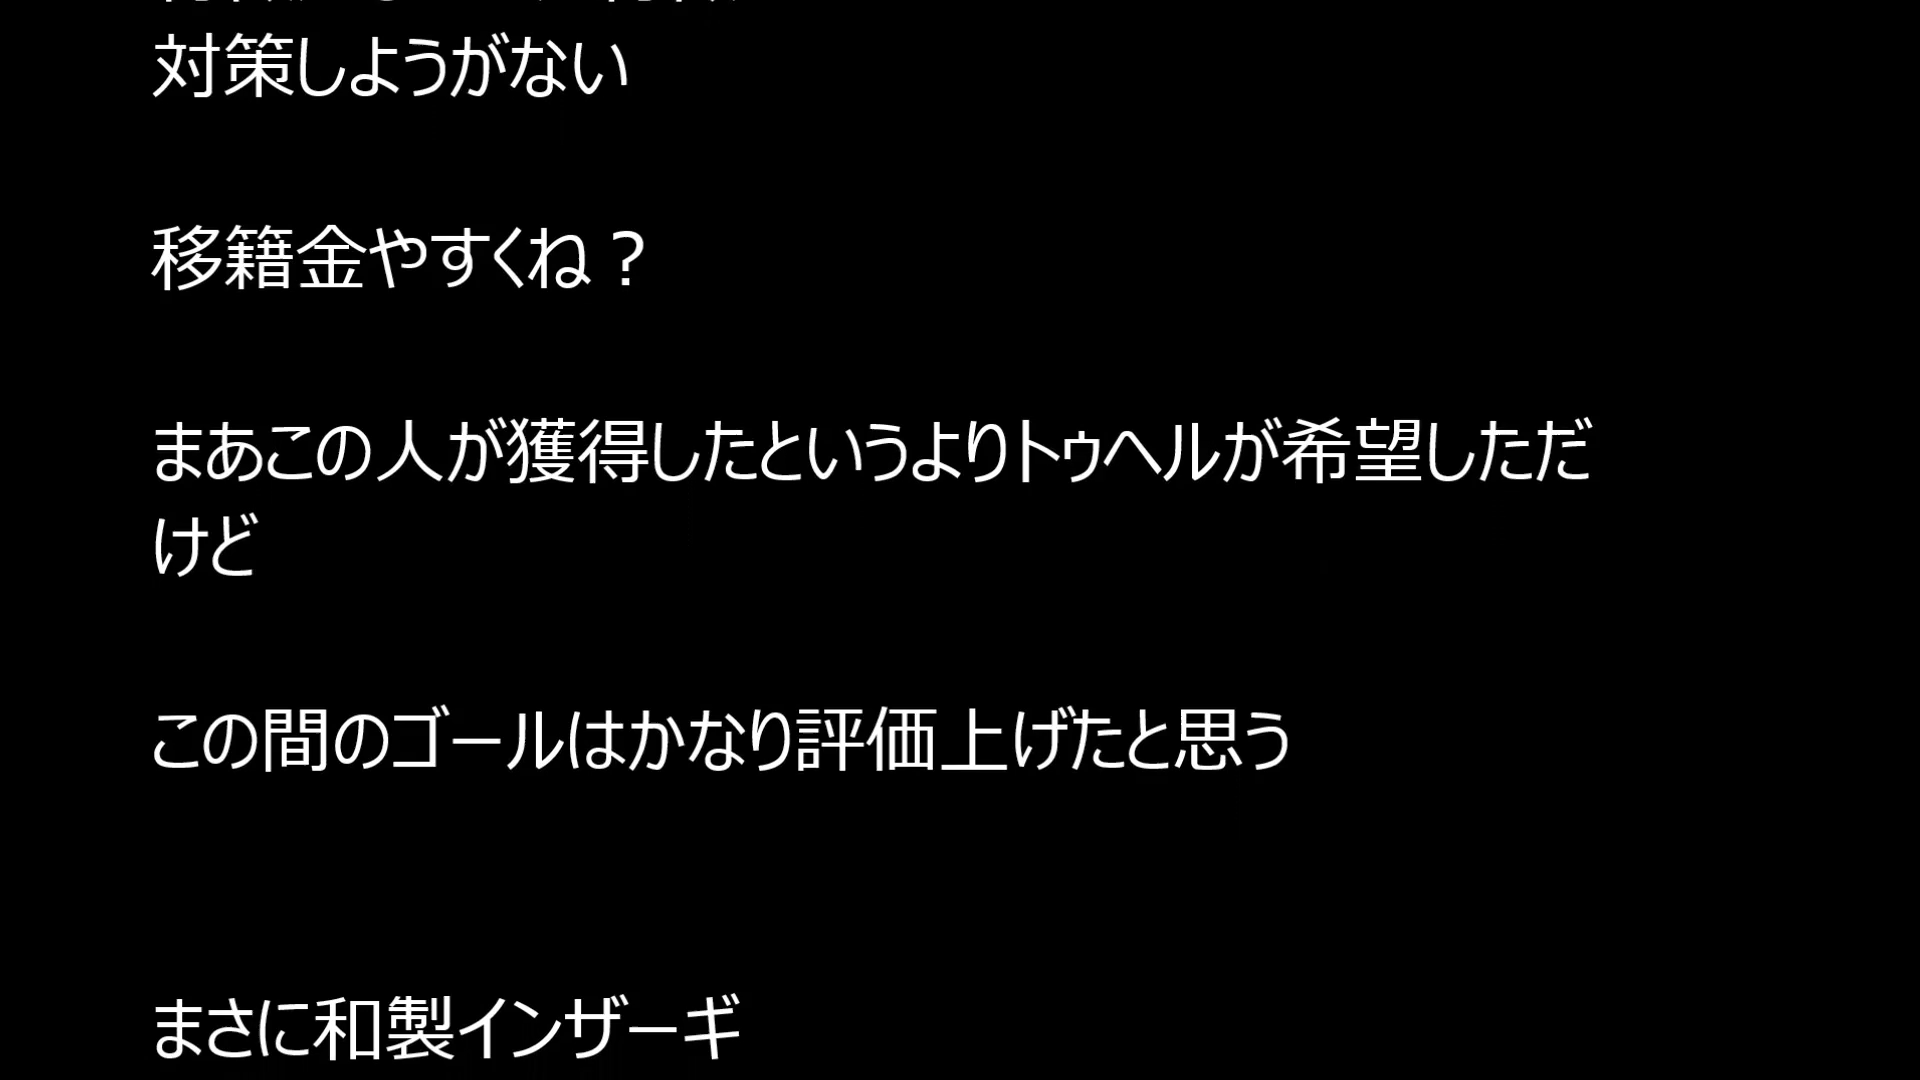 対策しようがない
移籍金やすくね？
まあこの人が獲得したというよりトゥヘルが希望しただ
けど
この間のゴールはかなり評価上げたと思う
まさに和製インザーギ